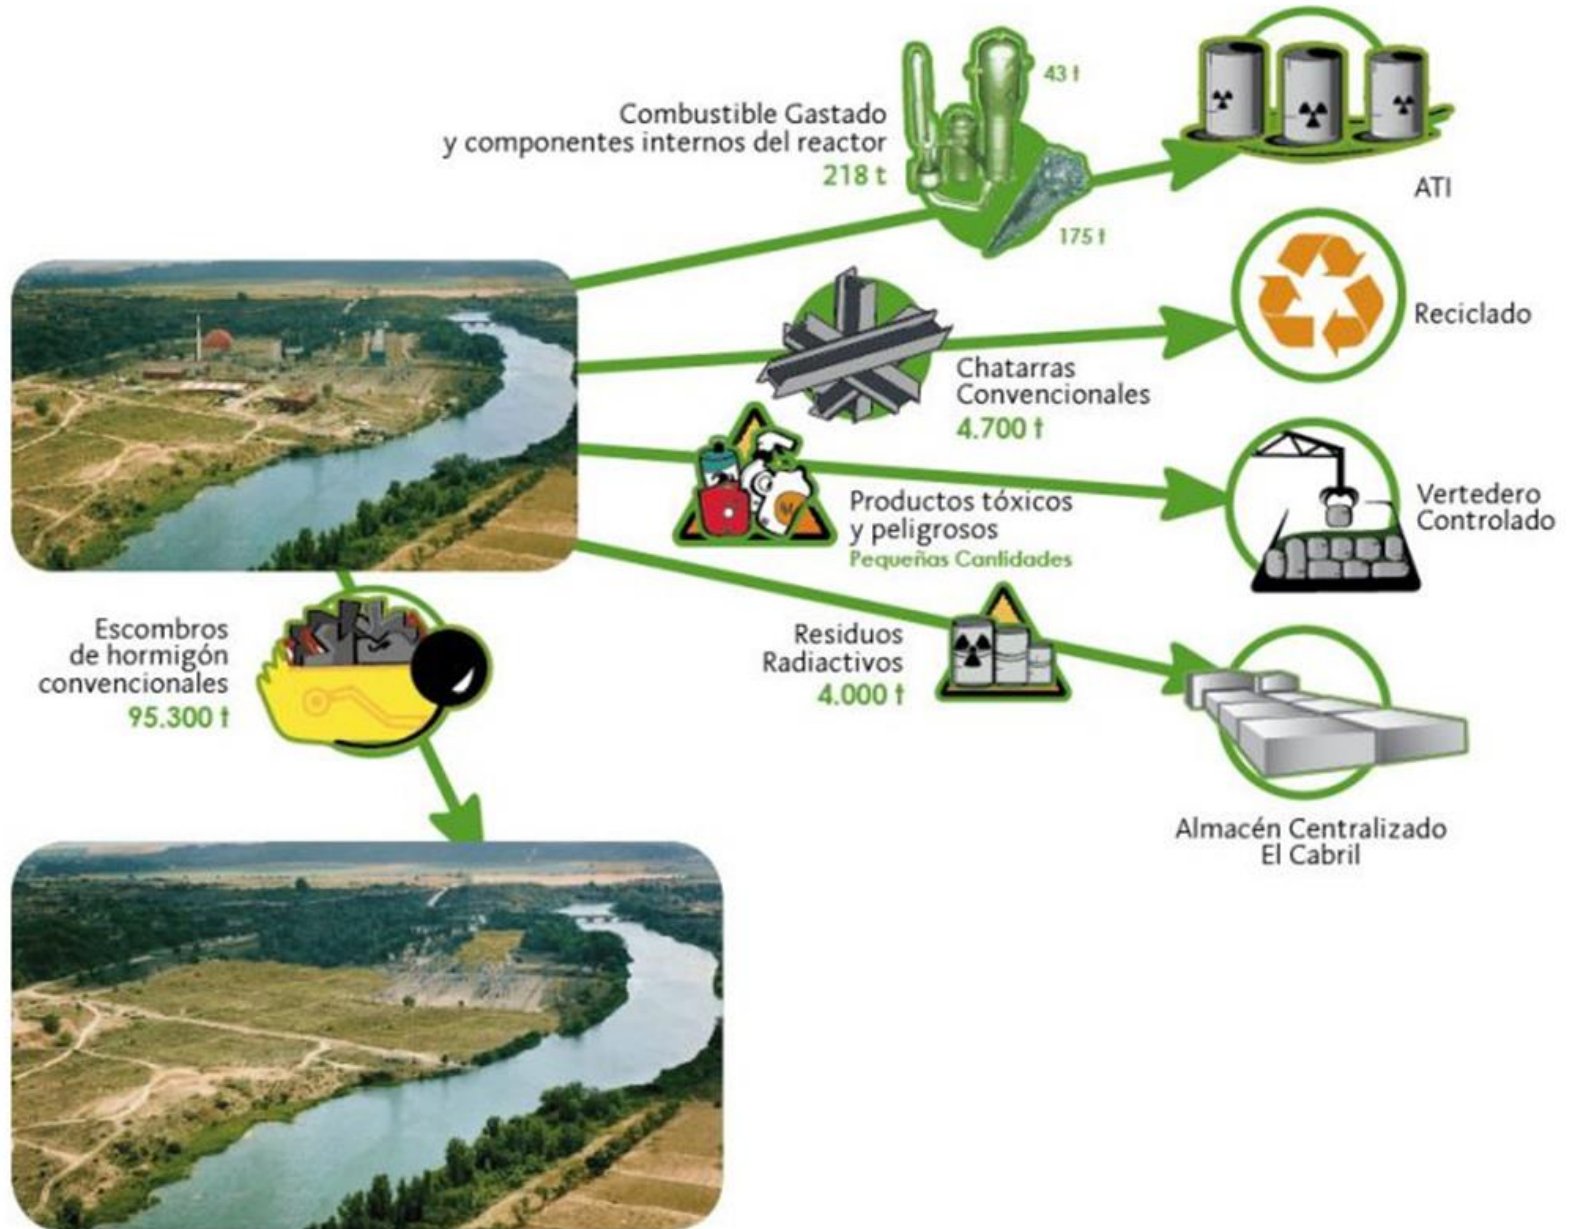 Combustible Gastado
y componentes internos del reactor
218 t
43 t
175 t
ATI
Chatarras
Convencionales
4.700 t
Reciclado
Productos tóxicos
y peligrosos
Pequeñas Cantidades
Vertedero
Controlado
Escombros
de hormigón
convencionales
95.300 t
Residuos
Radiactivos
4.000 t
Almacén Centralizado
El Cabril